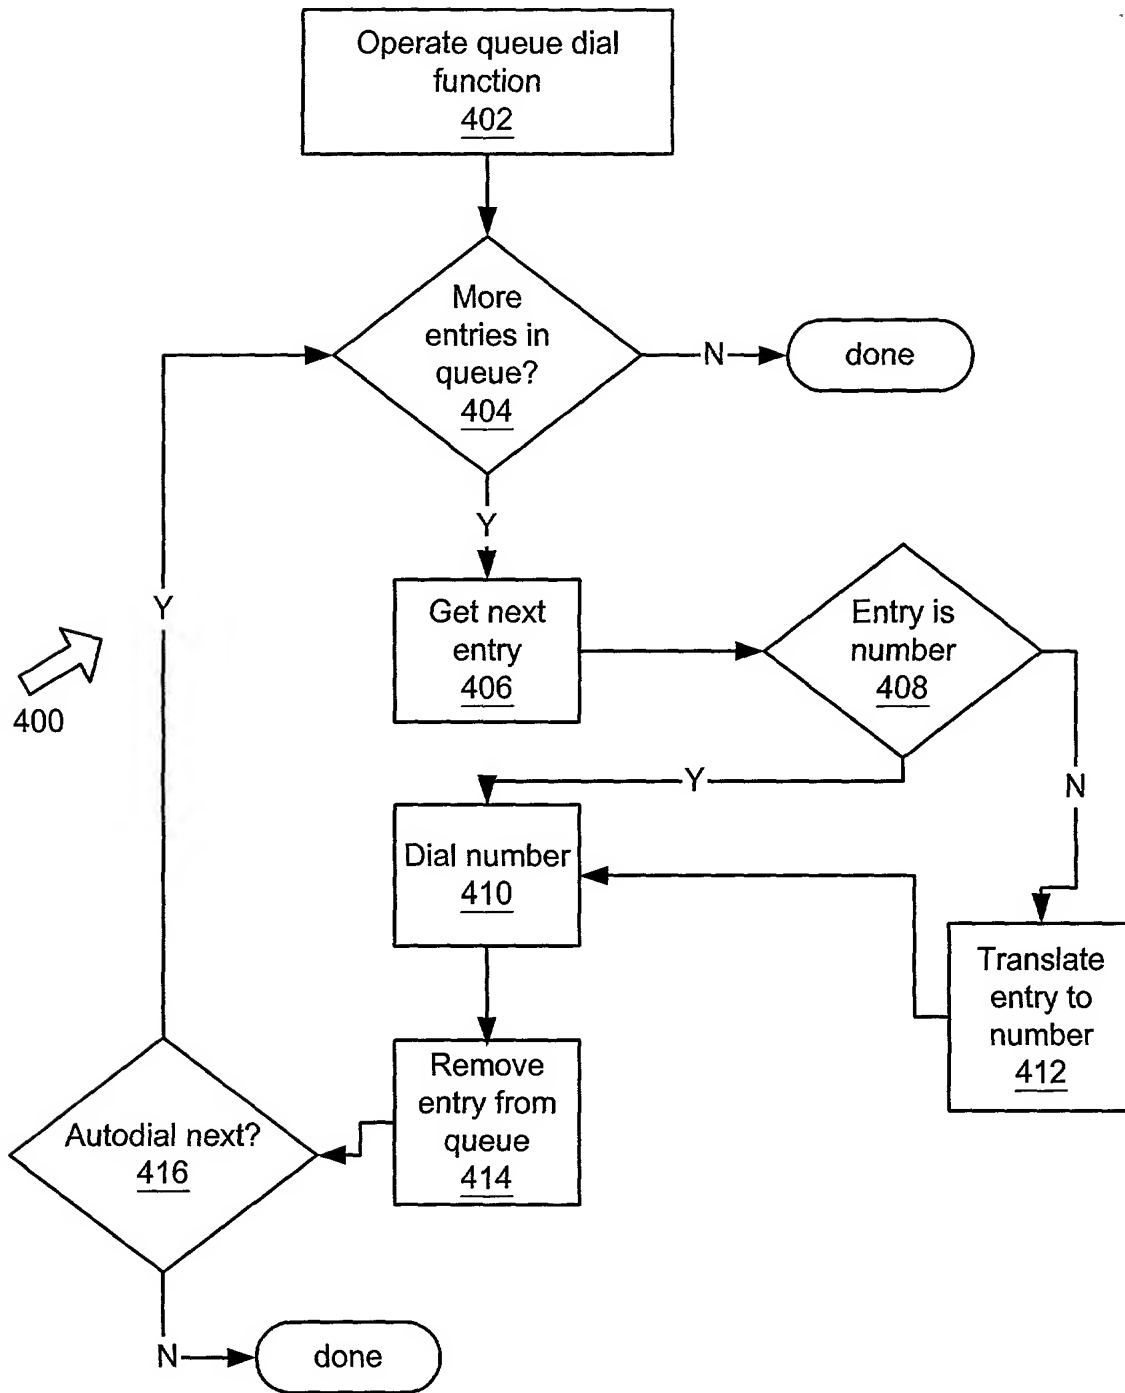 Operate queue dial
function
402
More
entries in
queue?
404
N
done
Y
Get next
entry
406
Entry is
number
408
Y
400
Y
N
Dial number
410
Translate
entry to
number
412
Remove
entry from
queue
414
Autodial next?
416
N
done